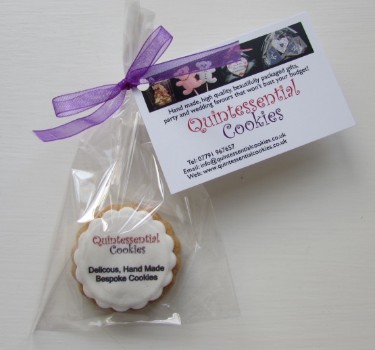 Hand made, high quality, beautifully packaged gifts,
party and wedding favours that won't bust your budget!
Quintessential
Cookies
Tel: 07791 967657
Email: info@quintessentialcookies.co.uk
Web: www.quintessentialcookies.co.uk
Quintessential
Cookies
Delicous, Hand Made
Bespoke Cookies